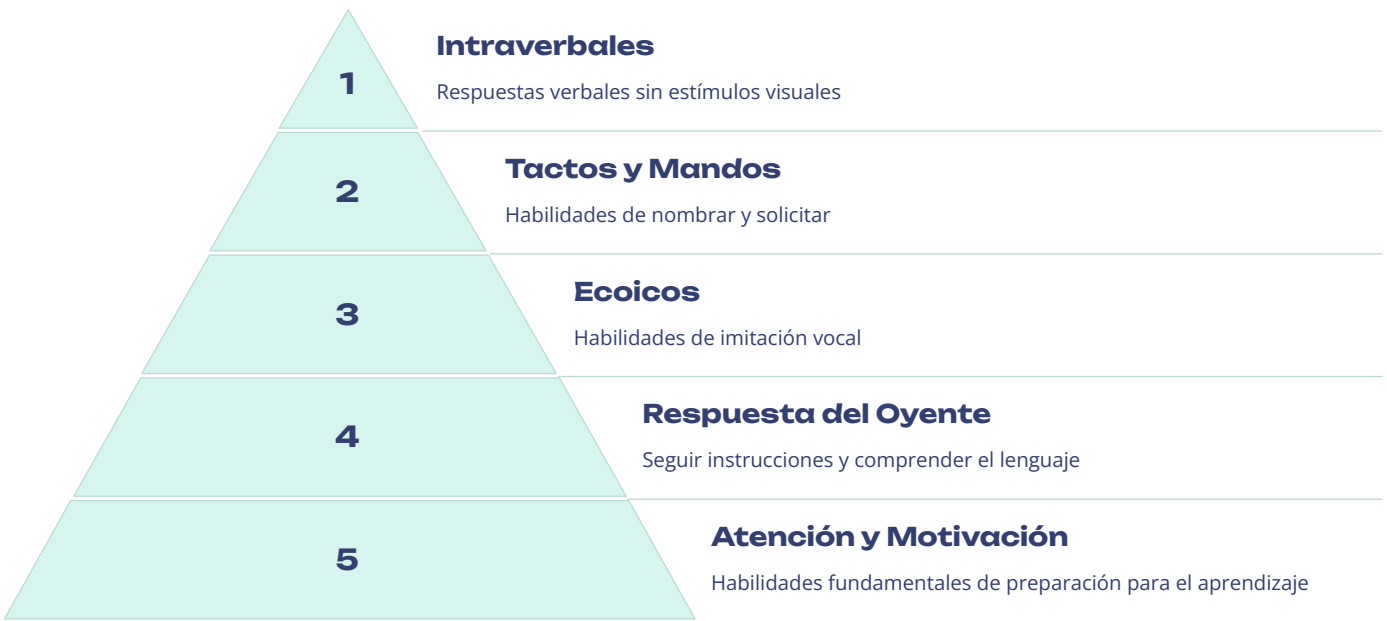 1
Intraverbales
Respuestas verbales sin estímulos visuales
2
Tactos y Mandos
Habilidades de nombrar y solicitar
3
Ecoicos
Habilidades de imitación vocal
4
Respuesta del Oyente
Seguir instrucciones y comprender el lenguaje
5
Atención y Motivación
Habilidades fundamentales de preparación para el aprendizaje